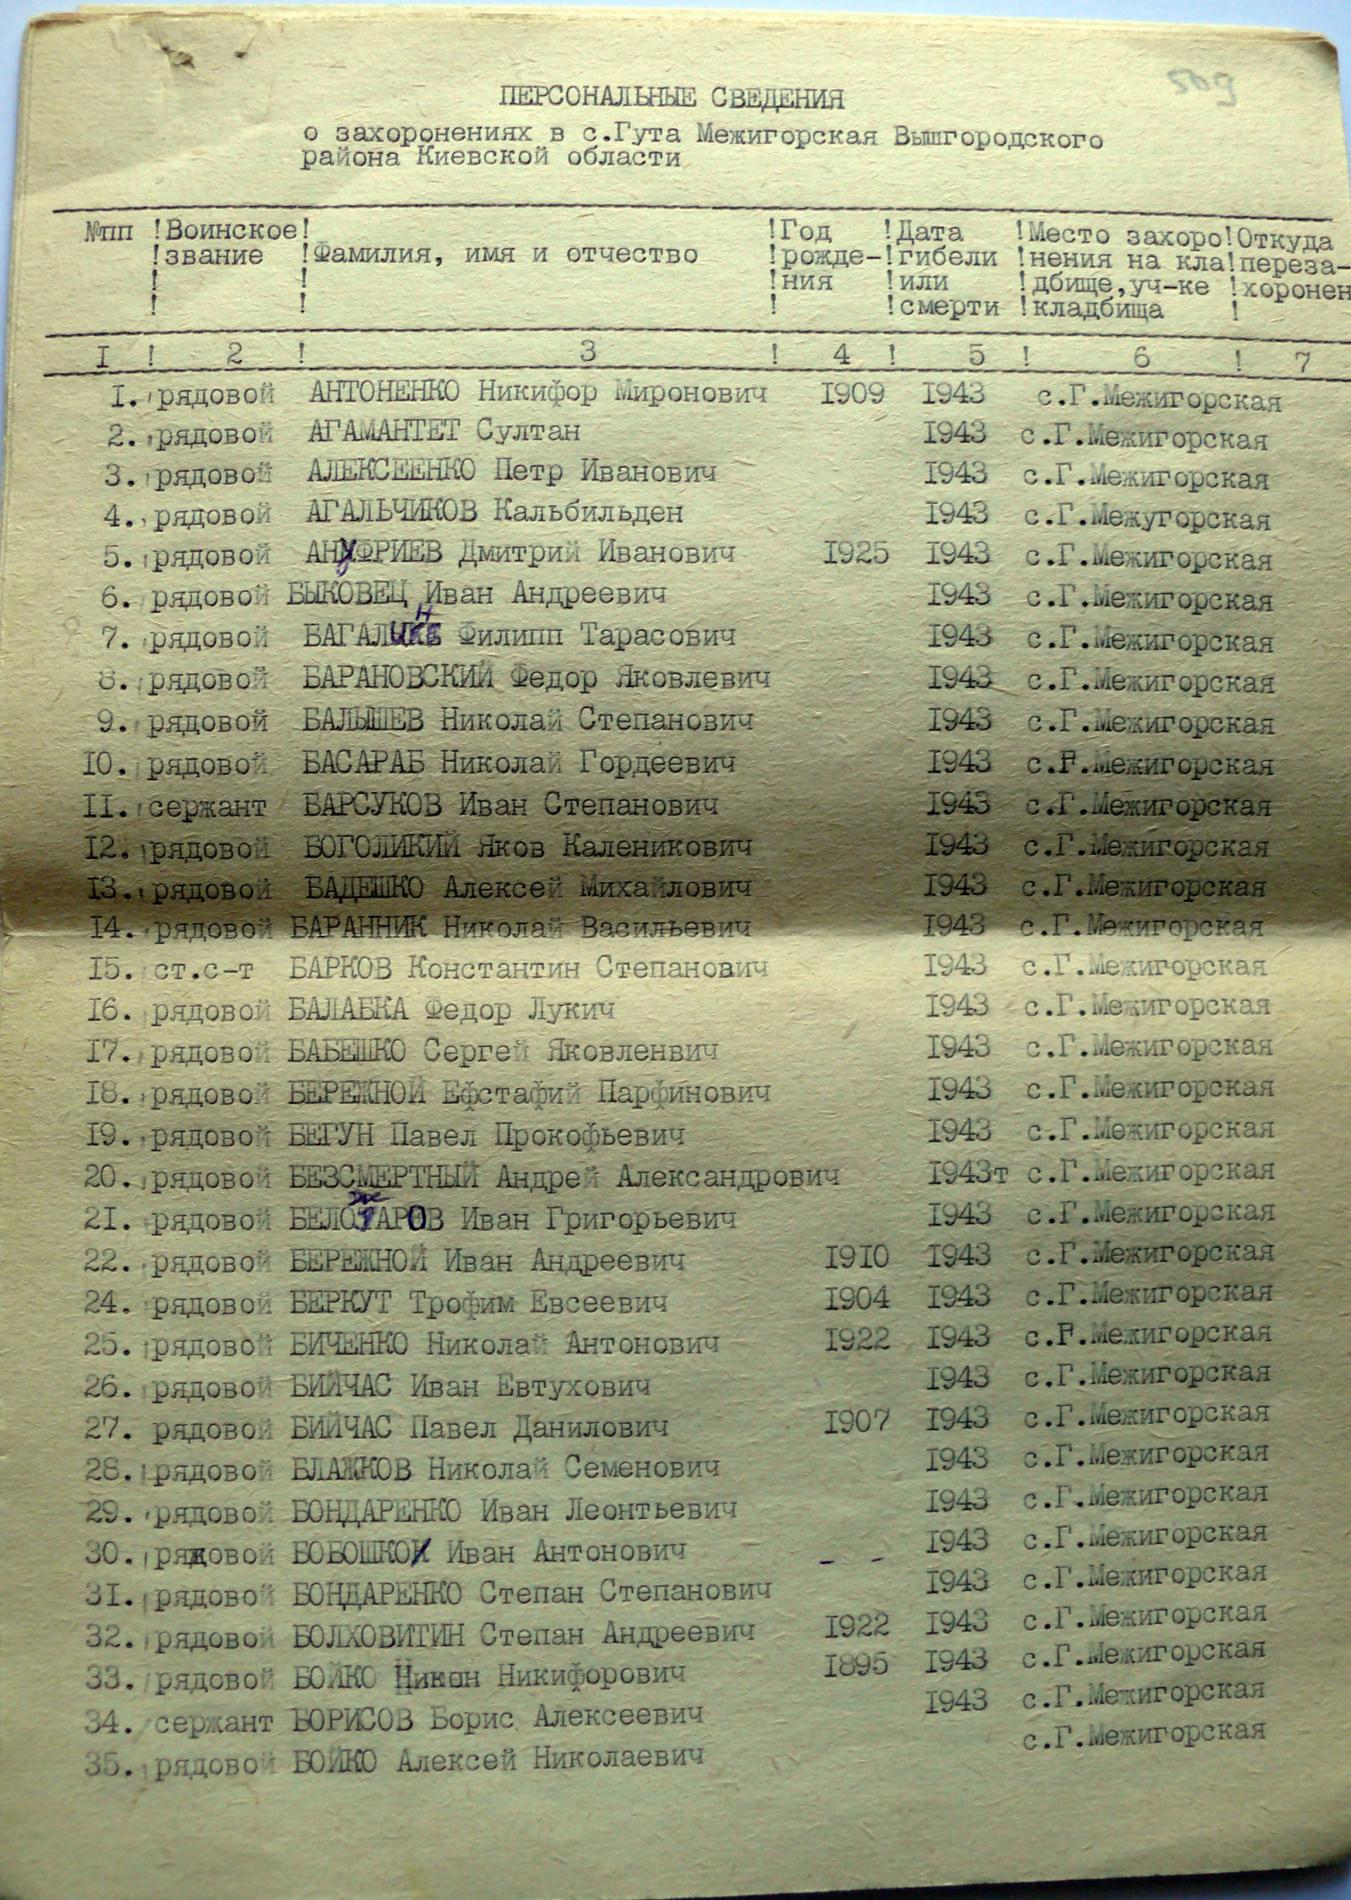 509
ПЕРСОНАЛЬНЫЕ СВЕДЕНИЯ
о захоронениях в с.Гута Межигорская Вышгородского
района Киевской области
№пп !Воинское! !Год !Дата !Место захоро!Откуда
!звание !Фамилия, имя и отчество !рожде-!гибели !нения на кла!переза-
! ! !ния !или !дбище,уч-ке !хоронен
! ! ! !смерти !кладбища !
I ! 2 ! 3 ! 4 ! 5 ! 6 ! 7
I. рядовой АНТОНЕНКО Никифор Миронович I909 I943 с.Г.Межигорская
2. рядовой АГАМАНТЕТ Султан I943 с.Г.Межигорская
3. рядовой АЛЕКСЕЕНКО Петр Иванович I943 с.Г.Межигорская
4. рядовой АГАЛЬЧИКОВ Кальбильден I943 с.Г.Межугорская
5. рядовой АНУФРИЕВ Дмитрий Иванович I925 I943 с.Г.Межигорская
6. рядовой БЫКОВЕЦ Иван Андреевич I943 с.Г.Межигорская
7. рядовой Филипп Тарасович I943 с.Г.Межигорская
8. рядовой БАРАНОВСКИЙ Федор Яковлевич I943 с.Г.Межигорская
9. рядовой БАЛЫШЕВ Николай Степанович I943 с.Г.Межигорская
I0. рядовой БАСАРАБ Николай Гордеевич I943 с.Г.Межигорская
II. сержант БАРСУКОВ Иван Степанович I943 с.Г.Межигорская
I2. рядовой БОГОЛИКИЙ Яков Каленикович I943 с.Г.Межигорская
I3. рядовой БАДЕШКО Алексей Михайлович I943 с.Г.Межигорская
I4. рядовой БАРАННИК Николай Васильевич I943 с.Г.Межигорская
I5. ст.с-т БАРКОВ Константин Степанович I943 с.Г.Межигорская
I6. рядовой БАЛАБКА Федор Лукич I943 с.Г.Межигорская
I7. рядовой БАБЕШКО Сергей Яковленвич I943 с.Г.Межигорская
I8. рядовой БЕРЕЖНОЙ Ефстафий Парфинович I943 с.Г.Межигорская
I9. рядовой БЕГУН Павел Прокофьевич I943 с.Г.Межигорская
20. рядовой БЕЗСМЕРТНЫЙ Андрей Александрович I943т с.Г.Межигорская
2I. рядовой Иван Григорьевич I943 с.Г.Межигорская
22. рядовой БЕРЕЖНОЙ Иван Андреевич I9I0 I943 с.Г.Межигорская
24. рядовой БЕРКУТ Трофим Евсеевич I904 I943 с.Г.Межигорская
25. рядовой БИЧЕНКО Николай Антонович I922 I943 с.Г.Межигорская
26. рядовой БИЙЧАС Иван Евтухович I943 с.Г.Межигорская
27. рядовой БИЙЧАС Павел Данилович I907 I943 с.Г.Межигорская
28. рядовой БЛАЖКОВ Николай Семенович I943 с.Г.Межигорская
29. рядовой БОНДАРЕНКО Иван Леонтьевич I943 с.Г.Межигорская
30. рядовой БОБОШКО Иван Антонович - - I943 с.Г.Межигорская
3I. рядовой БОНДАРЕНКО Степан Степанович I943 с.Г.Межигорская
32. рядовой БОЛХОВИТИН Степан Андреевич I922 I943 с.Г.Межигорская
33. рядовой БОЙКО Никон Никифорович I895 I943 с.Г.Межигорская
34. сержант БОРИСОВ Борис Алексеевич I943 с.Г.Межигорская
35. рядовой БОЙКО Алексей Николаевич с.Г.Межигорская